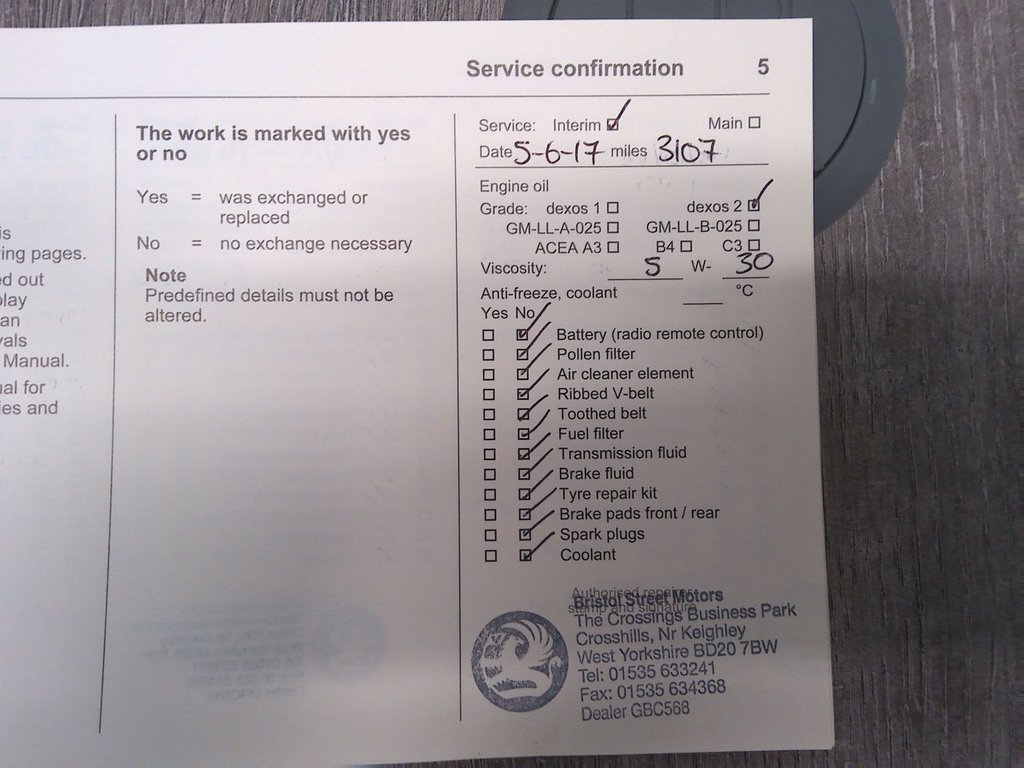 Service confirmation 5
is
ing pages.
ed out
lay
an
vals
Manual.
ual for
ies and
The work is marked with yes
or no
Yes = was exchanged or
replaced
No = no exchange necessary
Note
Predefined details must not be
altered.
Service: Interim Main
Date 5-6-17 miles 3107
Engine oil
Grade: dexos 1 dexos 2
GM-LL-A-025 GM-LL-B-025
ACEA A3 B4 C3
Viscosity: 5 W- 30
Anti-freeze, coolant °C
Yes No
Battery (radio remote control)
Pollen filter
Air cleaner element
Ribbed V-belt
Toothed belt
Fuel filter
Transmission fluid
Brake fluid
Tyre repair kit
Brake pads front / rear
Spark plugs
Coolant
Authorised repairer
stamp and signature
Bristol Street Motors
The Crossings Business Park
Crosshills, Nr Keighley
West Yorkshire BD20 7BW
Tel: 01535 633241
Fax: 01535 634368
Dealer GBC568